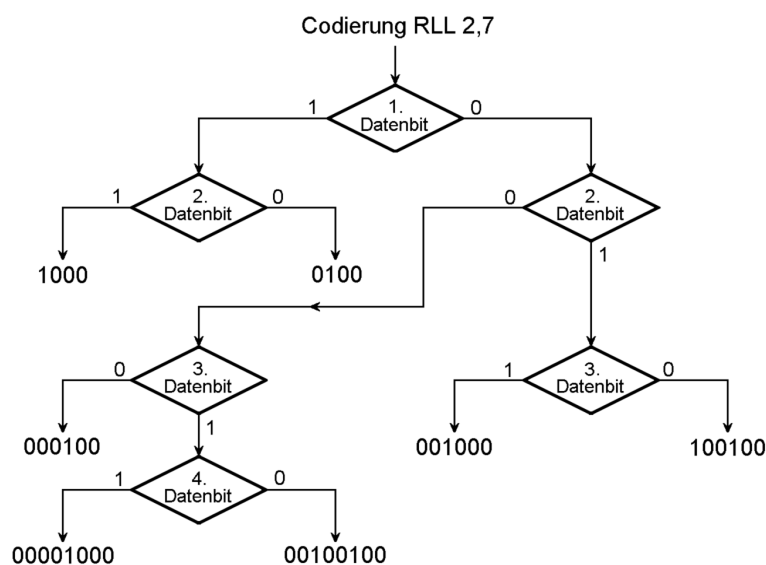 Codierung RLL 2,7
1 1. 0
Datenbit
1 2. 0
Datenbit
0 2.
Datenbit
1
1000 0100
0 3.
Datenbit
1
1 3. 0
Datenbit
000100 001000 100100
1 4. 0
Datenbit
00001000 00100100